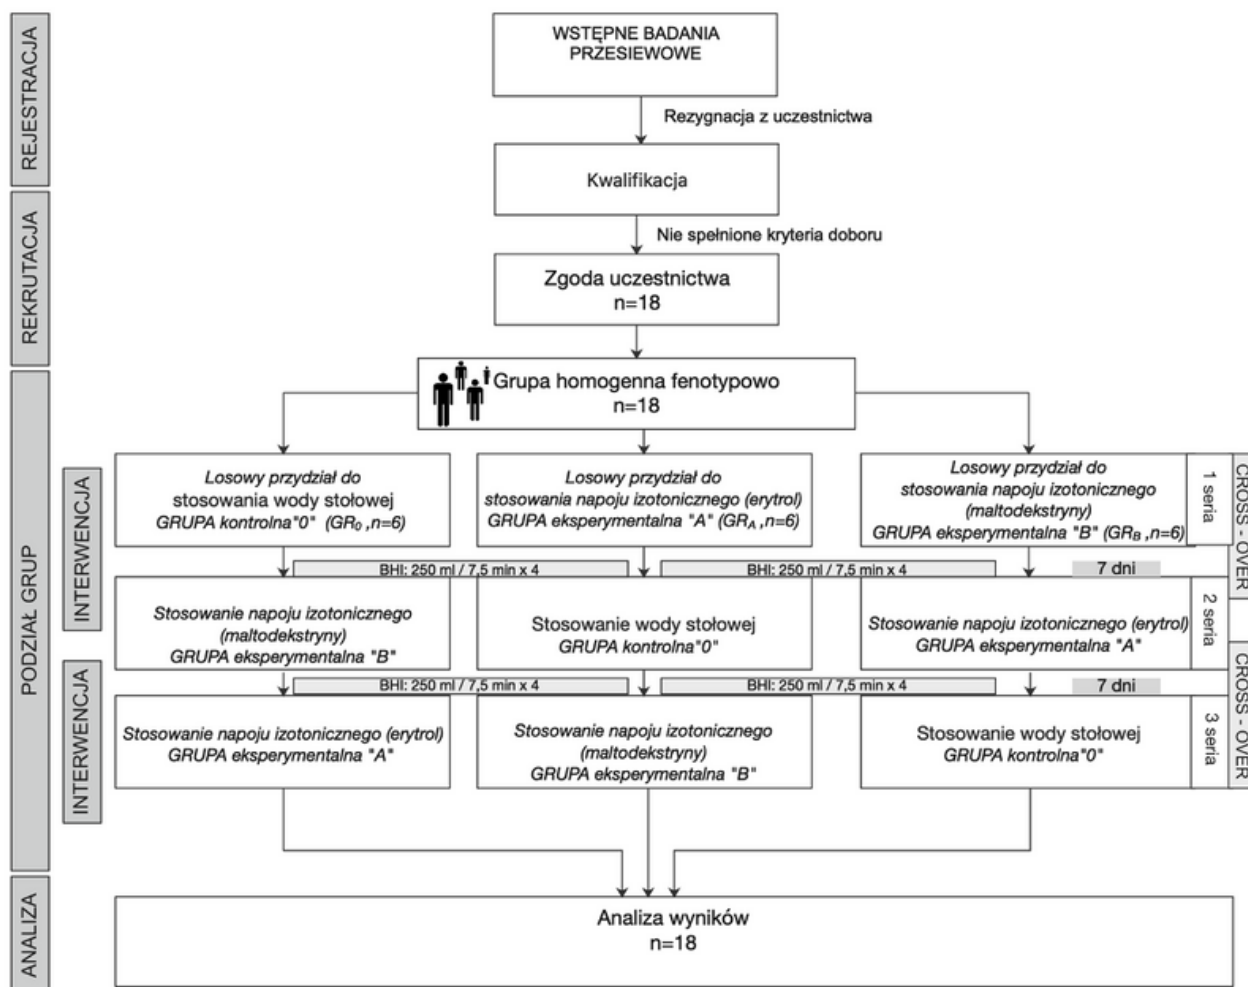 REJESTRACJA
WSTĘPNE BADANIA
PRZESIEWOWE
Rezygnacja z uczestnictwa
Kwalifikacja
REKRUTACJA
Nie spełnione kryteria doboru
Zgoda uczestnictwa
n=18
PODZIAŁ GRUP
Grupa homogenna fenotypowo
n=18
INTERWENCJA
Losowy przydział do
stosowania wody stołowej
GRUPA kontrolna"0" (GR0 ,n=6)
Losowy przydział do
stosowania napoju izotonicznego (erytrol)
GRUPA eksperymentalna "A" (GRA ,n=6)
Losowy przydział do
stosowania napoju izotonicznego
(maltodekstryny)
GRUPA eksperymentalna "B" (GRB ,n=6)
1 seria
CROSS - OVER
BHI: 250 ml / 7,5 min x 4
BHI: 250 ml / 7,5 min x 4
7 dni
Stosowanie napoju izotonicznego
(maltodekstryny)
GRUPA eksperymentalna "B"
Stosowanie wody stołowej
GRUPA kontrolna"0"
Stosowanie napoju izotonicznego (erytrol)
GRUPA eksperymentalna "A"
2 seria
INTERWENCJA
BHI: 250 ml / 7,5 min x 4
BHI: 250 ml / 7,5 min x 4
7 dni
CROSS - OVER
Stosowanie napoju izotonicznego (erytrol)
GRUPA eksperymentalna "A"
Stosowanie napoju izotonicznego
(maltodekstryny)
GRUPA eksperymentalna "B"
Stosowanie wody stołowej
GRUPA kontrolna"0"
3 seria
ANALIZA
Analiza wyników
n=18